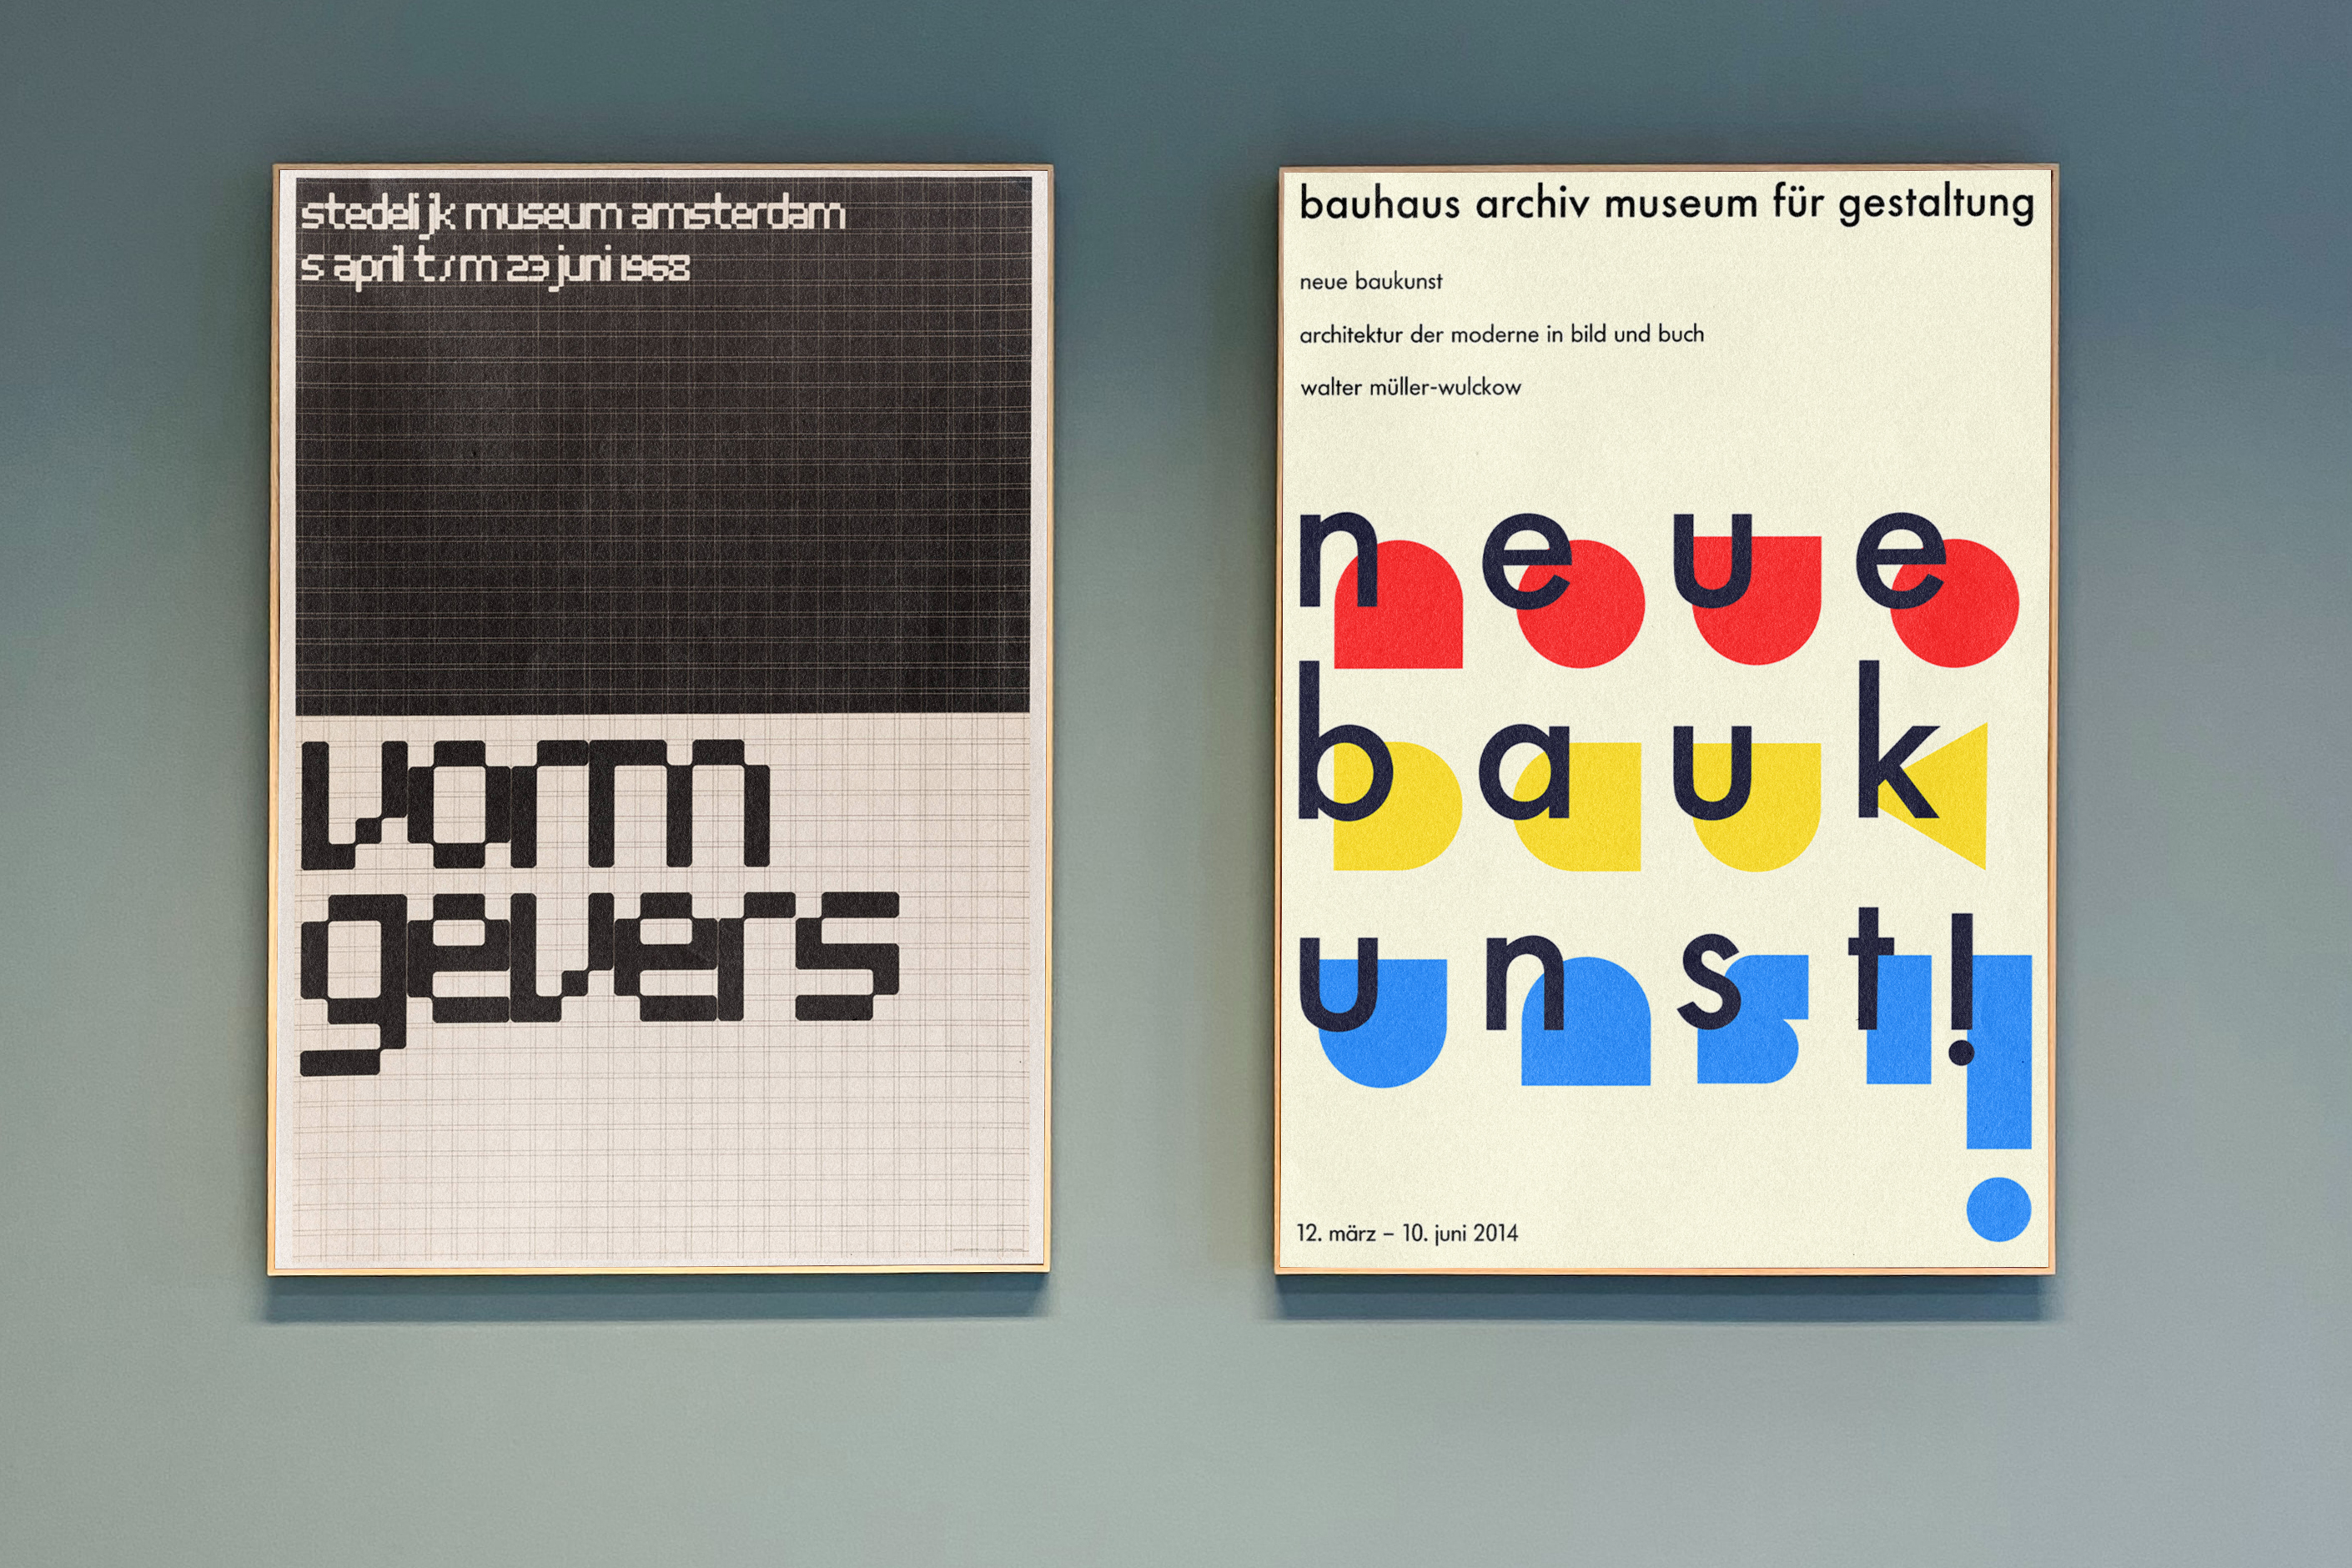 stedelijk museum amsterdam
5 april t/m 23 juni 1968
vorm
gevers
bauhaus archiv museum für gestaltung
neue baukunst
architektur der moderne in bild und buch
walter müller-wulckow
neue
bauk
unst!
12. märz – 10. juni 2014